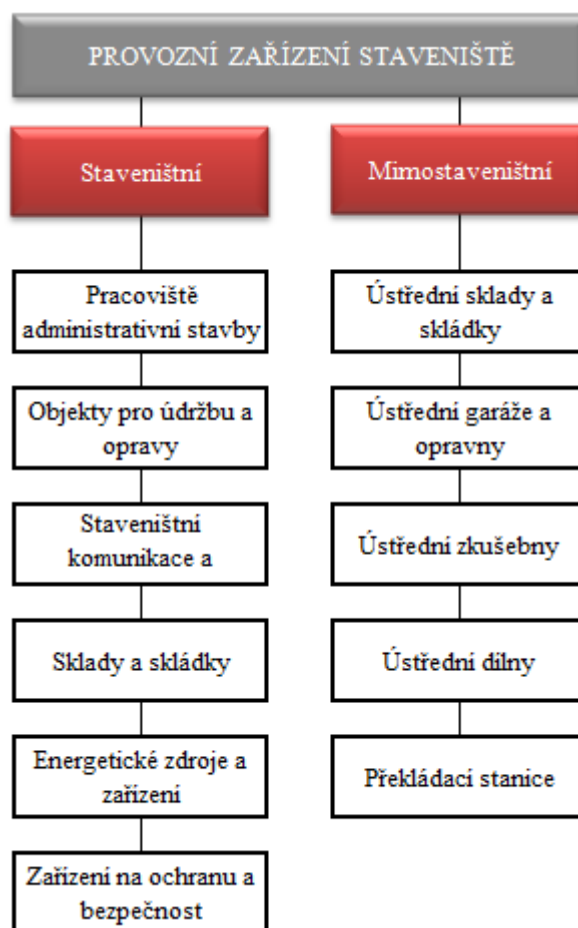 PROVOZNÍ ZAŘÍZENÍ STAVENIŠTĚ
Staveništní
Pracoviště
administrativní stavby
Objekty pro údržbu a
opravy
Staveništní
komunikace a
Sklady a skládky
Energetické zdroje a
zařízení
Zařízení na ochranu a
bezpečnost
Mimostaveništní
Ústřední sklady a
skládky
Ústřední garáže a
opravny
Ústřední zkušebny
Ústřední dílny
Překládací stanice